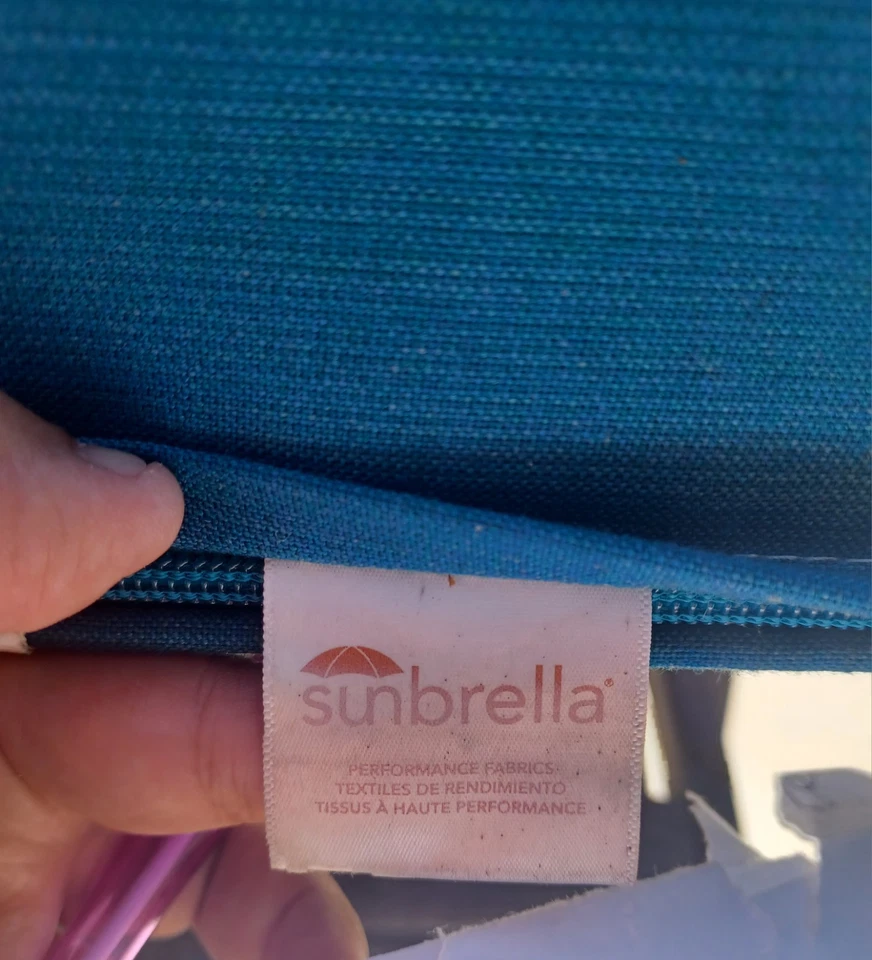 sunbrella®
PERFORMANCE FABRICS
TEXTILES DE RENDIMIENTO
TISSUS À HAUTE PERFORMANCE